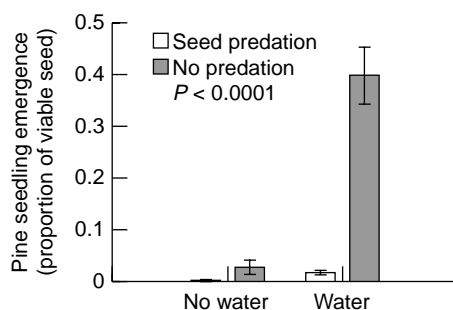 Pine seedling emergence
(proportion of viable seed)
0.5
0.4
0.3
0.2
0.1
0
Seed predation
No predation
P < 0.0001
No water
Water